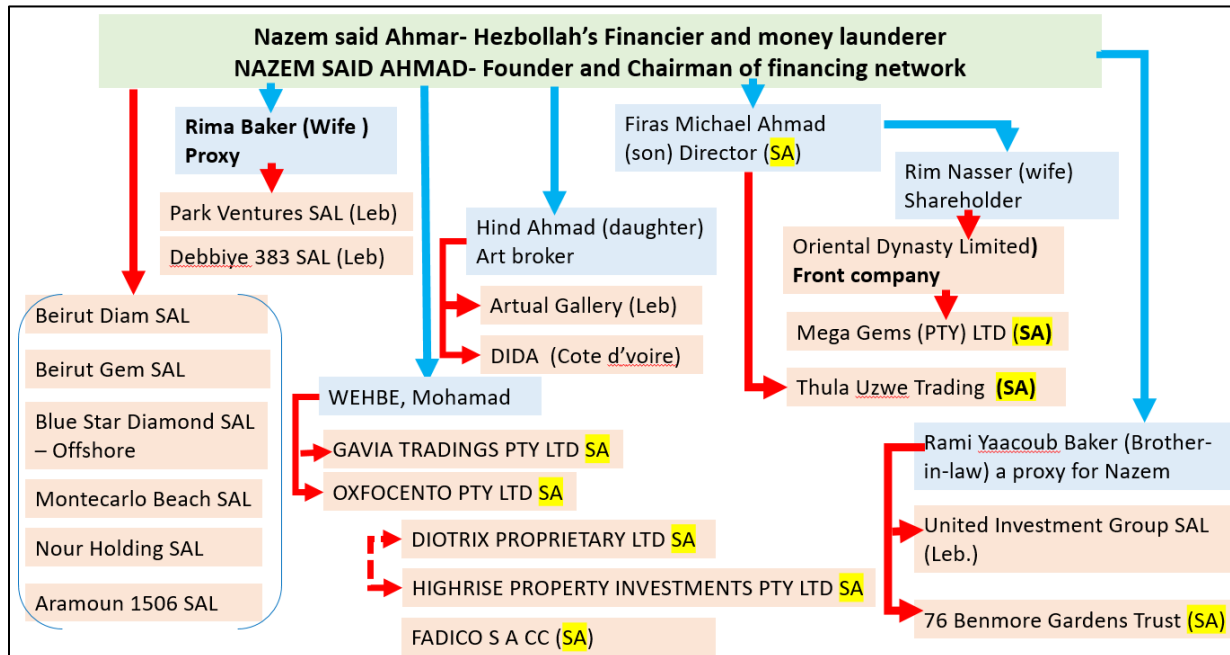 Nazem said Ahmar- Hezbollah’s Financier and money launderer
NAZEM SAID AHMAD- Founder and Chairman of financing network
Rima Baker (Wife )
Proxy
Park Ventures SAL (Leb)
Debbiye 383 SAL (Leb)
Beirut Diam SAL
Beirut Gem SAL
Blue Star Diamond SAL
– Offshore
Montecarlo Beach SAL
Nour Holding SAL
Aramoun 1506 SAL
WEHBE, Mohamad
GAVIA TRADINGS PTY LTD SA
OXFOCENTO PTY LTD SA
DIOTRIX PROPRIETARY LTD SA
HIGHRISE PROPERTY INVESTMENTS PTY LTD SA
FADICO S A CC (SA)
Hind Ahmad (daughter)
Art broker
Artual Gallery (Leb)
DIDA (Cote d’voire)
Firas Michael Ahmad
(son) Director (SA)
Rim Nasser (wife)
Shareholder
Oriental Dynasty Limited)
Front company
Mega Gems (PTY) LTD (SA)
Thula Uzwe Trading (SA)
Rami Yaacoub Baker (Brother-
in-law) a proxy for Nazem
United Investment Group SAL
(Leb.)
76 Benmore Gardens Trust (SA)